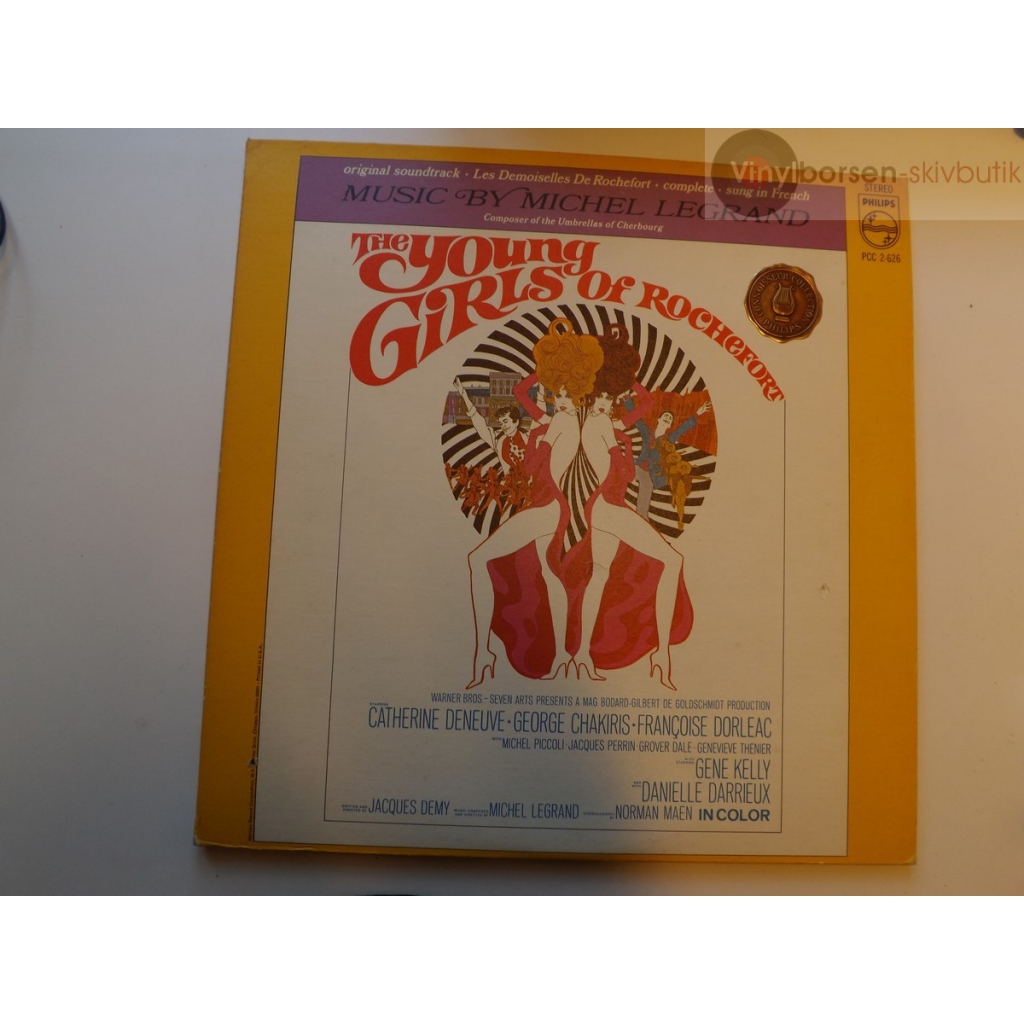 Vinylborsen-skivbutik
original soundtrack · Les Demoiselles De Rochefort · complete · sung in French
MUSIC BY MICHEL LEGRAND
Composer of the Umbrellas of Cherbourg
STEREO
PHILIPS
PCC 2-626
THE YOUNG
GIRLS OF ROCHEFORT
PHILIPS
WARNER BROS.- SEVEN ARTS PRESENTS A MAG BODARD-GILBERT DE GOLDSCHMIDT PRODUCTION
CATHERINE DENEUVE · GEORGE CHAKIRIS · FRANÇOISE DORLEAC
MICHEL PICCOLI · JACQUES PERRIN · GROVER DALE · GENEVIEVE THENIER
GENE KELLY
DANIELLE DARRIEUX
JACQUES DEMY MICHEL LEGRAND NORMAN MAEN IN COLOR